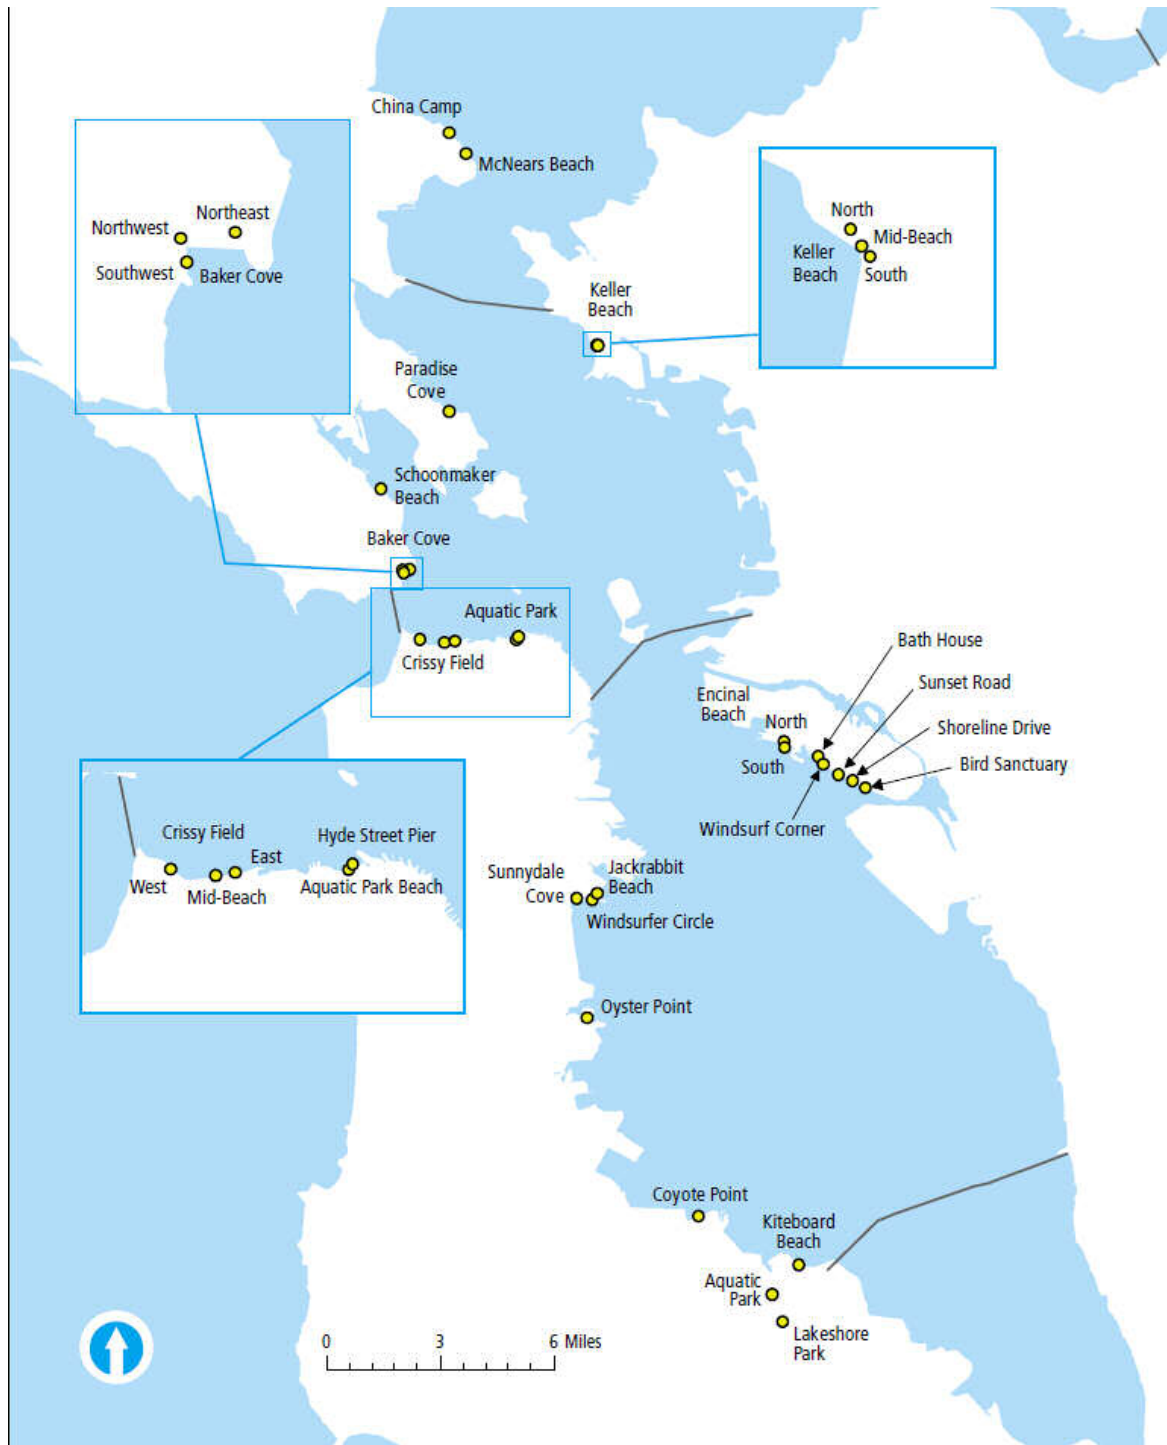 China Camp
McNears Beach
Northeast
Northwest
Southwest
Baker Cove
North
Mid-Beach
Keller
Beach
South
Keller
Beach
Paradise
Cove
Schoonmaker
Beach
Baker Cove
Aquatic Park
Crissy Field
Bath House
Sunset Road
Encinal
Beach
North
Shoreline Drive
South
Bird Sanctuary
Windsurf Corner
Crissy Field
Hyde Street Pier
East
West
Mid-Beach
Aquatic Park Beach
Sunnydale
Cove
Jackrabbit
Beach
Windsurfer Circle
Oyster Point
Coyote Point
Kiteboard
Beach
Aquatic
Park
Lakeshore
Park
0 3 6 Miles